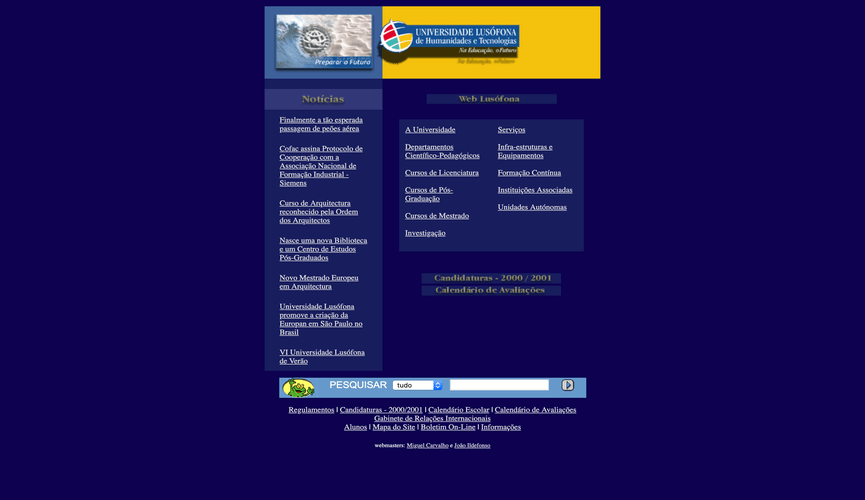 Preparar o Futuro
UNIVERSIDADE LUSÓFONA
de Humanidades e Tecnologias
Na Educação, o Futuro
Notícias
Finalmente a tão esperada
passagem de peões aérea
Cofac assina Protocolo de
Cooperação com a
Associação Nacional de
Formação Industrial -
Siemens
Curso de Arquitectura
reconhecido pela Ordem
dos Arquitectos
Nasce uma nova Biblioteca
e um Centro de Estudos
Pós-Graduados
Novo Mestrado Europeu
em Arquitectura
Universidade Lusófona
promove a criação da
Europan em São Paulo no
Brasil
VI Universidade Lusófona
de Verão
Web Lusófona
A Universidade
Departamentos
Científico-Pedagógicos
Cursos de Licenciatura
Cursos de Pós-
Graduação
Cursos de Mestrado
Investigação
Serviços
Infra-estruturas e
Equipamentos
Formação Contínua
Instituições Associadas
Unidades Autónomas
Candidaturas - 2000 / 2001
Calendário de Avaliações
PESQUISAR tudo
Regulamentos | Candidaturas - 2000/2001 | Calendário Escolar | Calendário de Avaliações
Gabinete de Relações Internacionais
Alunos | Mapa do Site | Boletim On-Line | Informações
webmasters: Miguel Carvalho e João Ildefonso